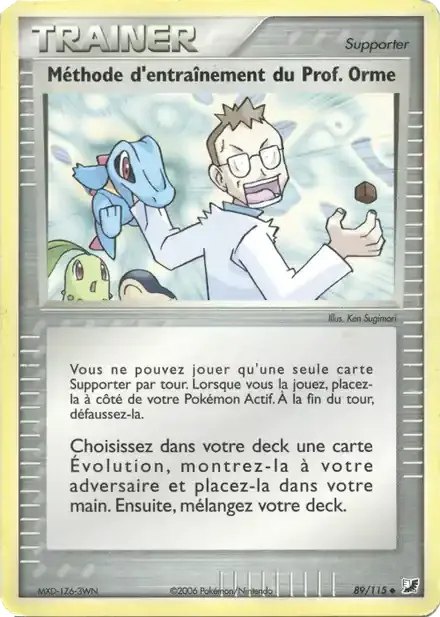 TRAINER
Supporter
Méthode d'entraînement du Prof. Orme
Illus. Ken Sugimori
Vous ne pouvez jouer qu'une seule carte
Supporter par tour. Lorsque vous la jouez, placez-
la à côté de votre Pokémon Actif. À la fin du tour,
défaussez-la.
Choisissez dans votre deck une carte
Évolution, montrez-la à votre
adversaire et placez-la dans votre
main. Ensuite, mélangez votre deck.
MXD-176-3WN
©2006 Pokémon/Nintendo
89/115